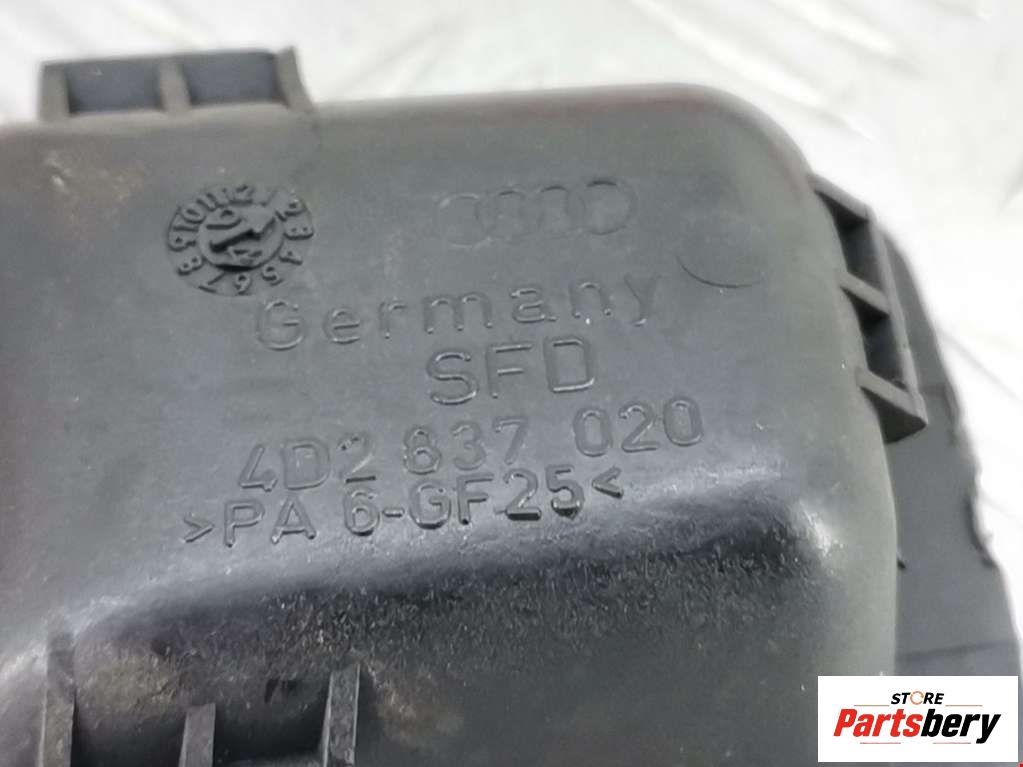 Germany
SFD
4D2 837 020
>PA 6-GF25<
STORE
Partsbery